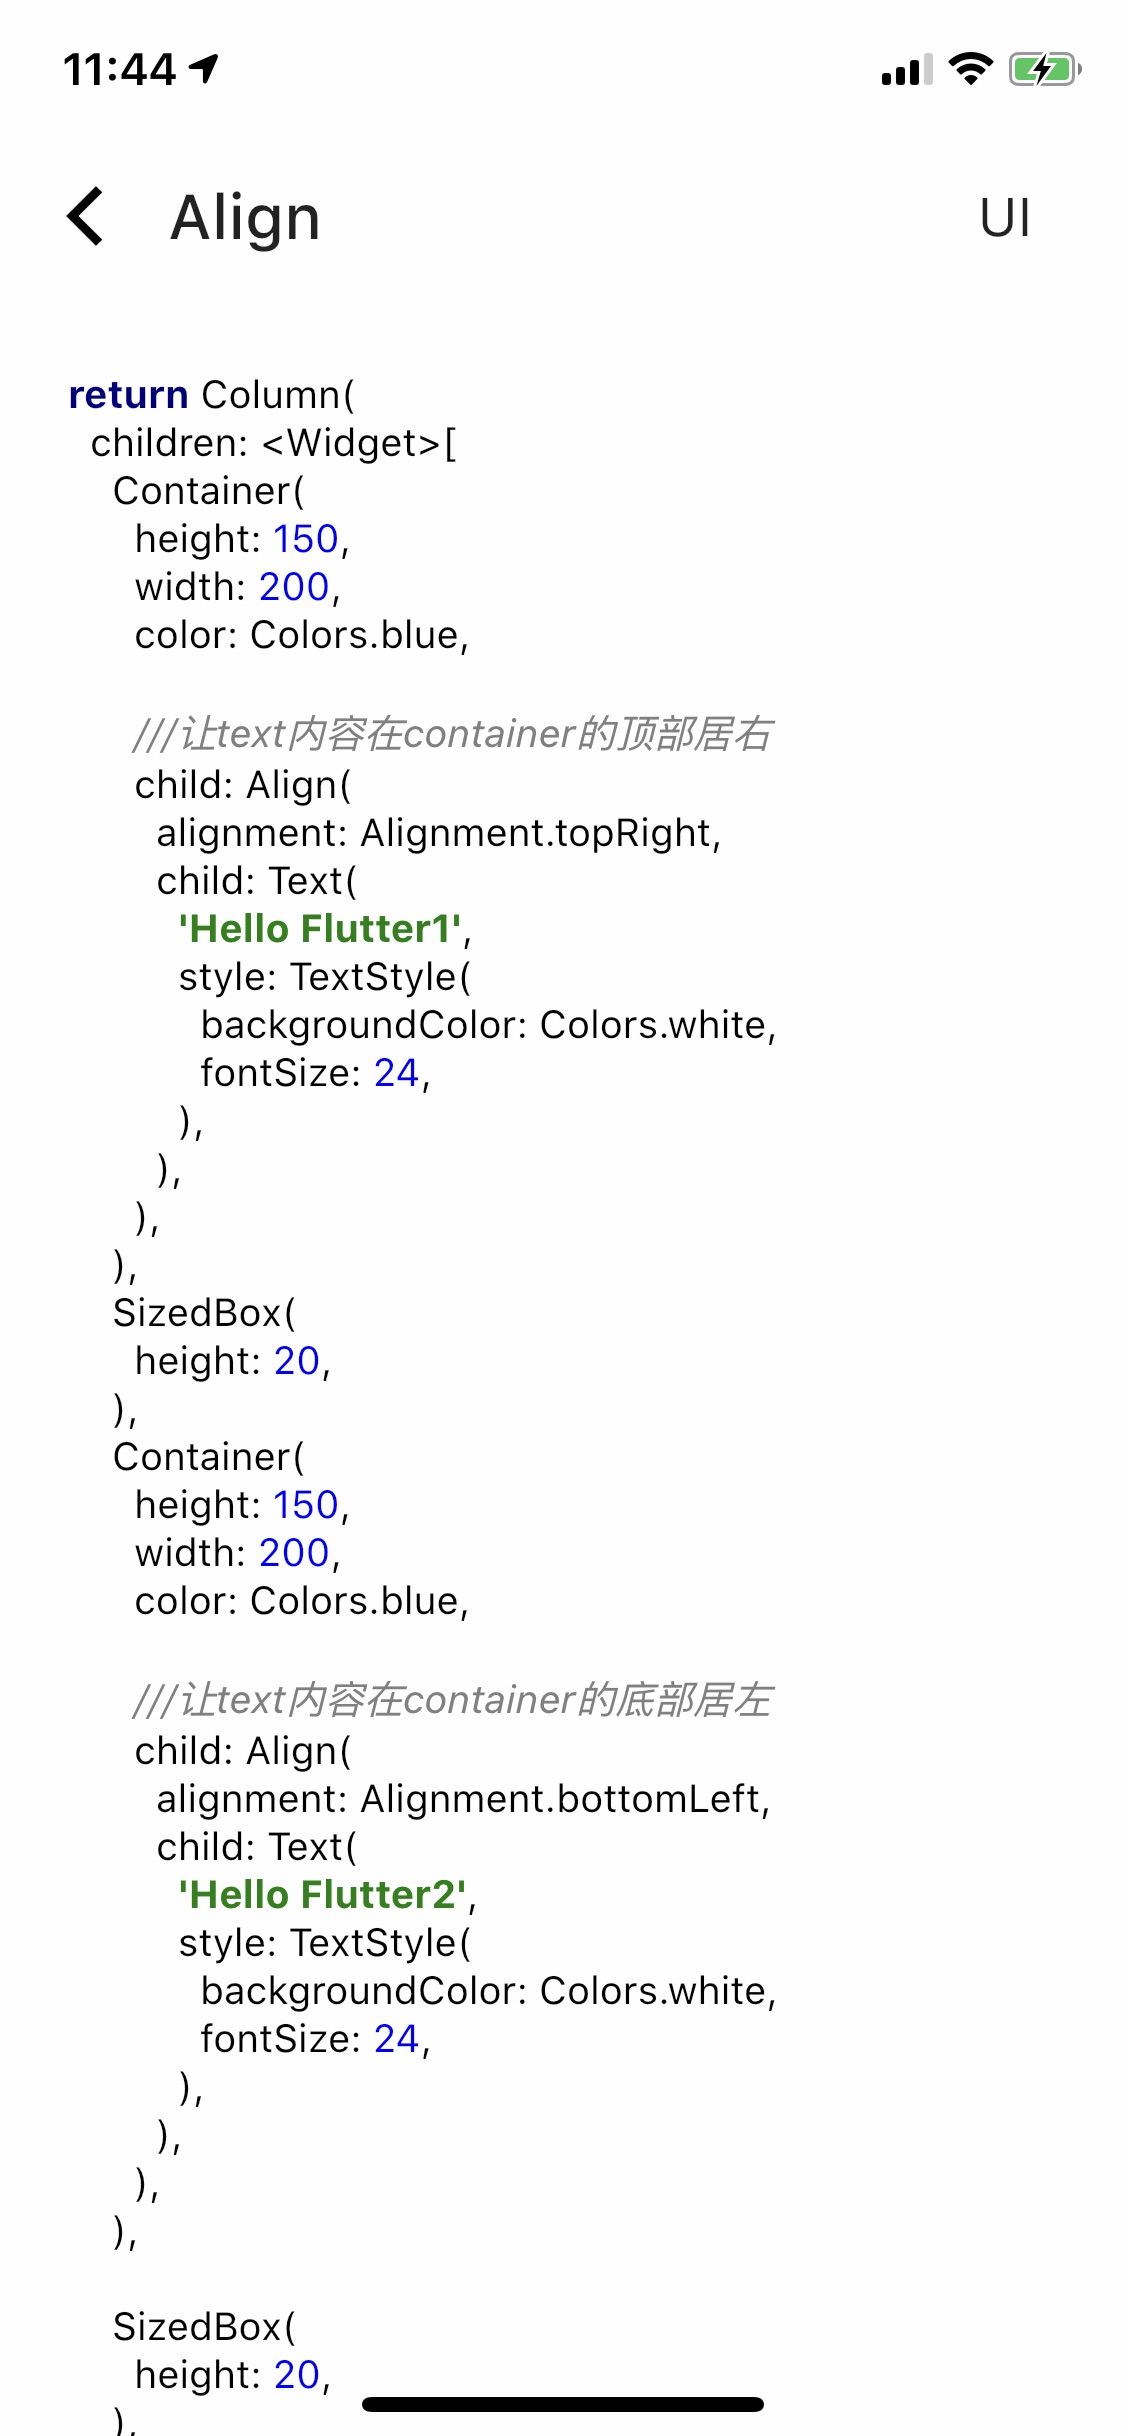 11:44
Align
UI
return Column(
children: <Widget>[
Container(
height: 150,
width: 200,
color: Colors.blue,
///让text内容在container的顶部居右
child: Align(
alignment: Alignment.topRight,
child: Text(
'Hello Flutter1',
style: TextStyle(
backgroundColor: Colors.white,
fontSize: 24,
),
),
),
),
SizedBox(
height: 20,
),
Container(
height: 150,
width: 200,
color: Colors.blue,
///让text内容在container的底部居左
child: Align(
alignment: Alignment.bottomLeft,
child: Text(
'Hello Flutter2',
style: TextStyle(
backgroundColor: Colors.white,
fontSize: 24,
),
),
),
),
SizedBox(
height: 20,
),